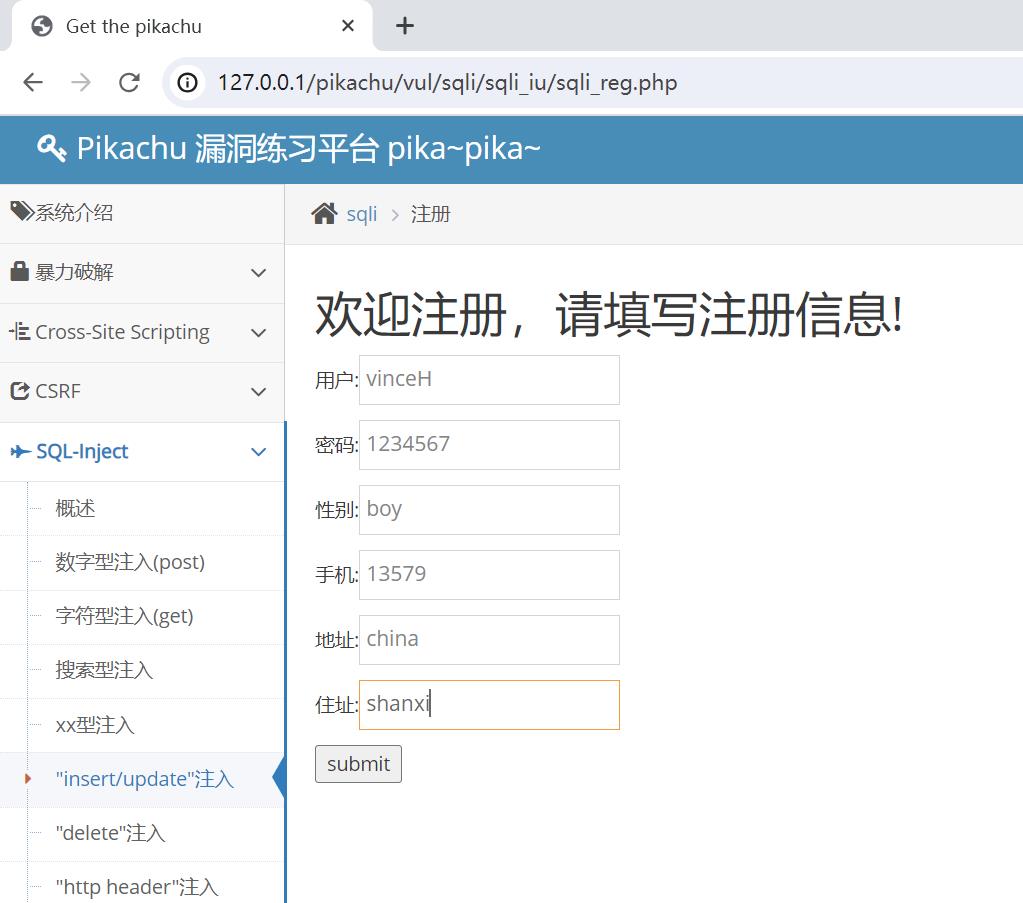 Get the pikachu
127.0.0.1/pikachu/vul/sqli/sqli_iu/sqli_reg.php
Pikachu 漏洞练习平台 pika~pika~
系统介绍
暴力破解
Cross-Site Scripting
CSRF
SQL-Inject
概述
数字型注入(post)
字符型注入(get)
搜索型注入
xx型注入
"insert/update"注入
"delete"注入
"http header"注入
sqli > 注册
欢迎注册，请填写注册信息!
用户: vinceH
密码: 1234567
性别: boy
手机: 13579
地址: china
住址: shanxi
submit